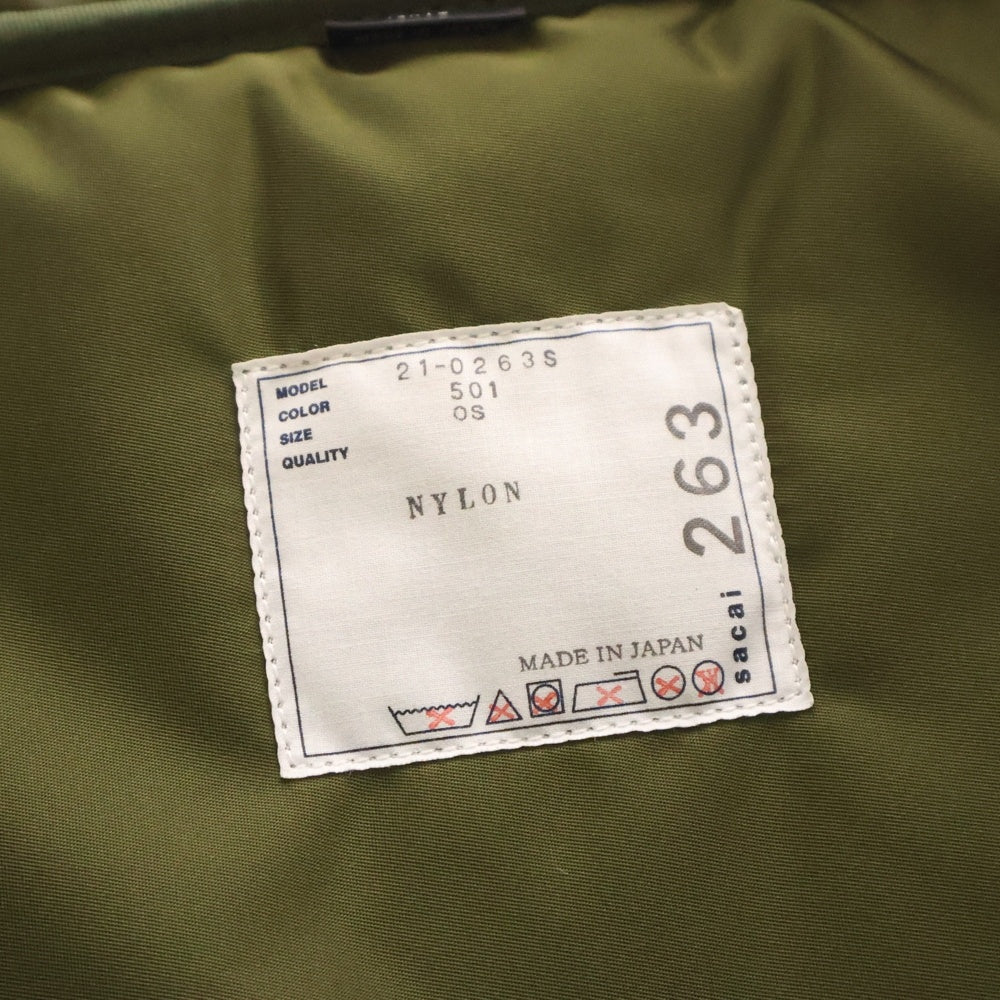 MODEL 21-0263S
COLOR 501
SIZE OS
QUALITY
NYLON
MADE IN JAPAN
sacai 263